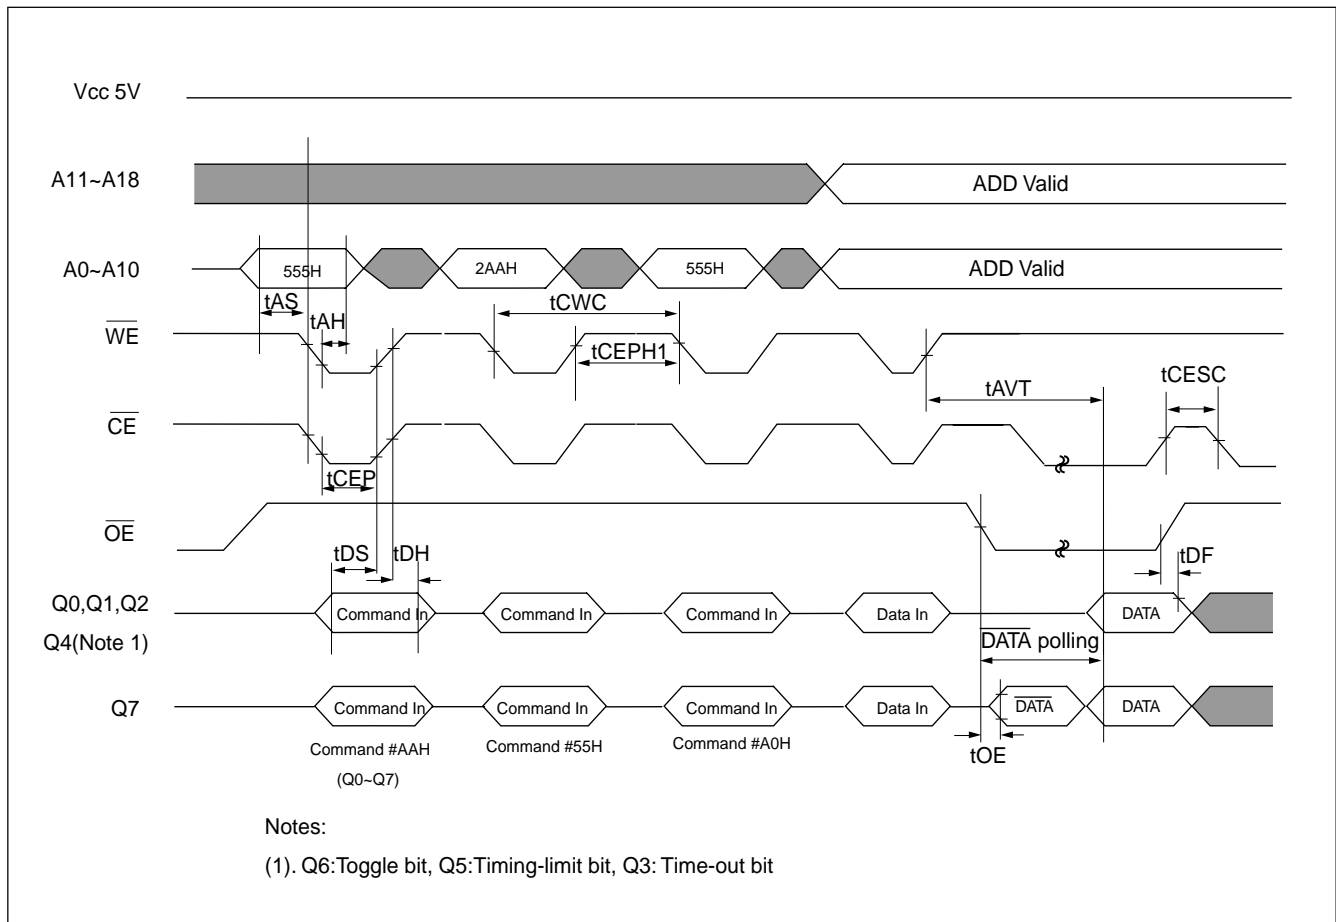 Vcc 5V
A11~A18
ADD Valid
A0~A10
555H
2AAH
555H
ADD Valid
tAS
tAH
tCWC
WE
tCEPH1
tAVT
tCESC
CE
tCEP
OE
tDS
tDH
tDF
Q0,Q1,Q2
Q4(Note 1)
Command In
Command In
Command In
Data In
DATA
DATA polling
Q7
Command In
Command In
Command In
Data In
DATA
DATA
Command #AAH
(Q0~Q7)
Command #55H
Command #A0H
tOE
Notes:
(1). Q6:Toggle bit, Q5:Timing-limit bit, Q3: Time-out bit